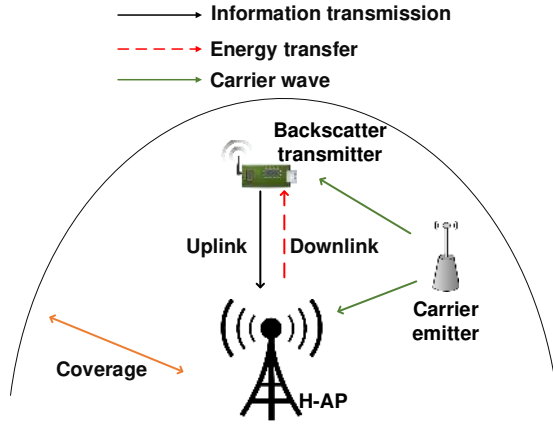 Information transmission
Energy transfer
Carrier wave
Backscatter
transmitter
Uplink
Downlink
Carrier
emitter
Coverage
H-AP